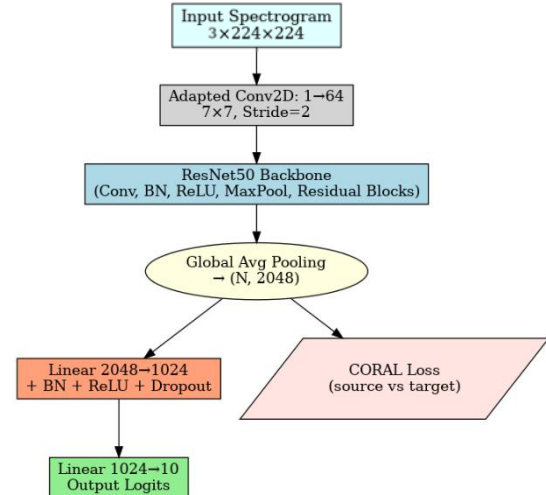 Input Spectrogram
3×224×224
Adapted Conv2D: 1→64
7×7, Stride=2
ResNet50 Backbone
(Conv, BN, ReLU, MaxPool, Residual Blocks)
Global Avg Pooling
→ (N, 2048)
Linear 2048→1024
+ BN + ReLU + Dropout
CORAL Loss
(source vs target)
Linear 1024→10
Output Logits